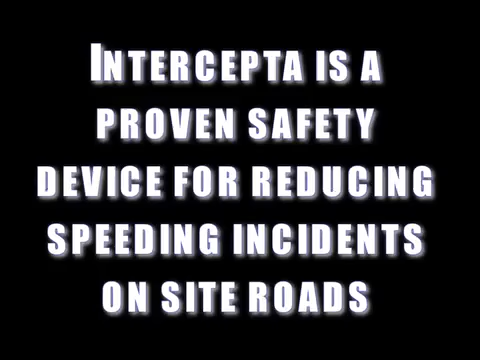 INTERCEPTA IS A
PROVEN SAFETY
DEVICE FOR REDUCING
SPEEDING INCIDENTS
ON SITE ROADS